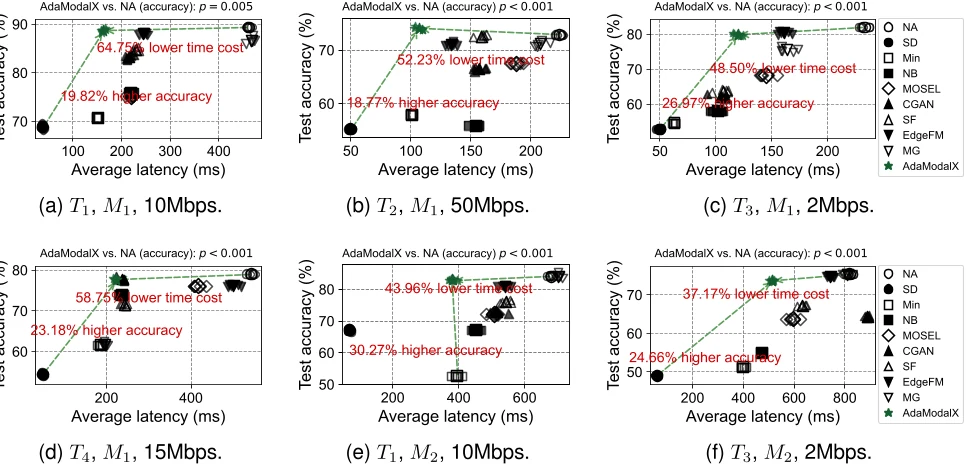 AdaModalX vs. NA (accuracy): p = 0.005
Test accuracy (%)
90
80
70
64.75% lower time cost
19.82% higher accuracy
100 200 300 400
Average latency (ms)
(a) T1, M1, 10Mbps.
AdaModalX vs. NA (accuracy) p < 0.001
Test accuracy (%)
70
60
52.23% lower time cost
18.77% higher accuracy
50 100 150 200
Average latency (ms)
(b) T2, M1, 50Mbps.
AdaModalX vs. NA (accuracy): p < 0.001
Test accuracy (%)
80
70
60
48.50% lower time cost
26.97% higher accuracy
50 100 150 200
Average latency (ms)
(c) T3, M1, 2Mbps.
NA
SD
Min
NB
MOSEL
CGAN
SF
EdgeFM
MG
AdaModalX
AdaModalX vs. NA (accuracy): p < 0.001
Test accuracy (%)
80
70
60
58.75% lower time cost
23.18% higher accuracy
200 400
Average latency (ms)
(d) T4, M1, 15Mbps.
AdaModalX vs. NA (accuracy) p < 0.001
Test accuracy (%)
80
70
60
50
43.96% lower time cost
30.27% higher accuracy
200 400 600
Average latency (ms)
(e) T1, M2, 10Mbps.
AdaModalX vs. NA (accuracy): p < 0.001
Test accuracy (%)
70
60
50
37.17% lower time cost
24.66% higher accuracy
200 400 600 800
Average latency (ms)
(f) T3, M2, 2Mbps.
NA
SD
Min
NB
MOSEL
CGAN
SF
EdgeFM
MG
AdaModalX